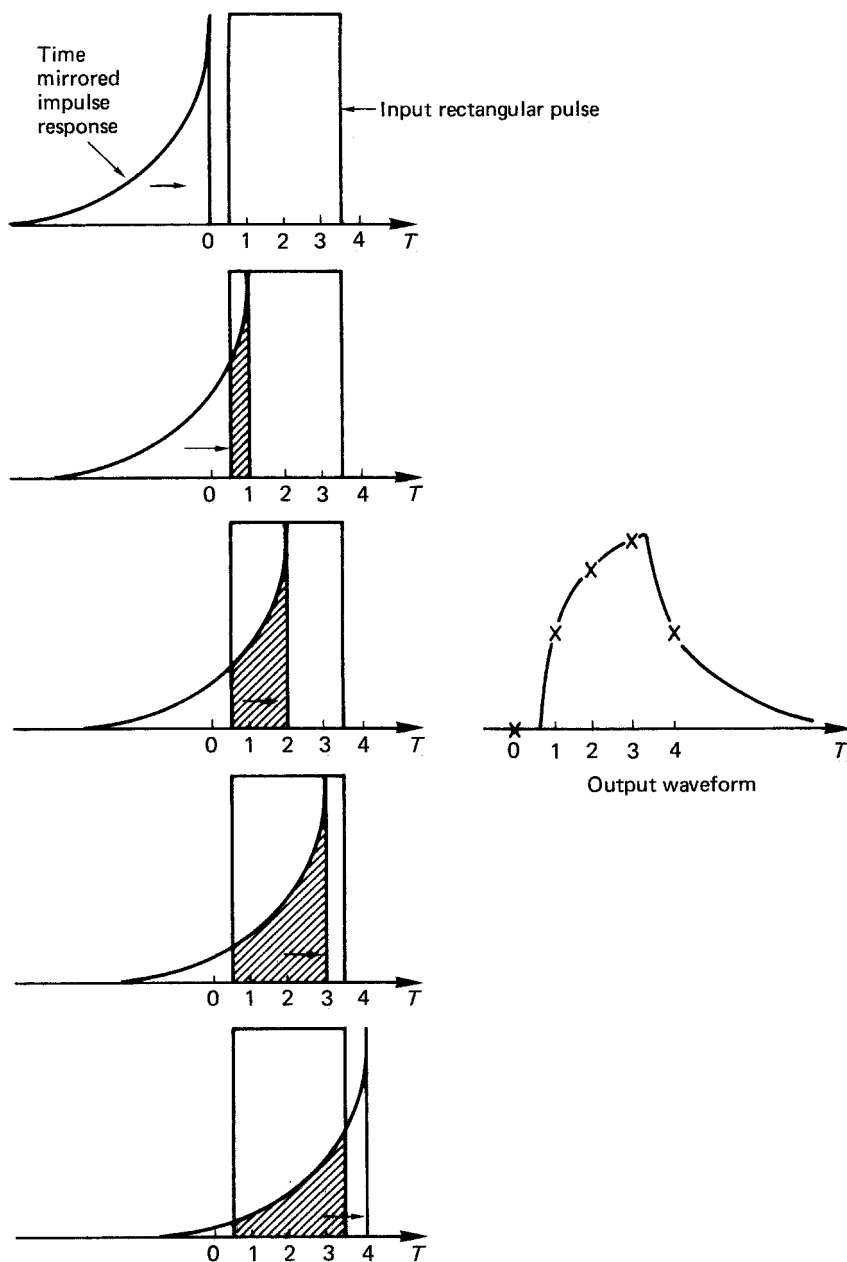 Time
mirrored
impulse
response
Input rectangular pulse
0 1 2 3 4 T
0 1 2 3 4 T
0 1 2 3 4 T
0 1 2 3 4 T
Output waveform
0 1 2 3 4 T
0 1 2 3 4 T